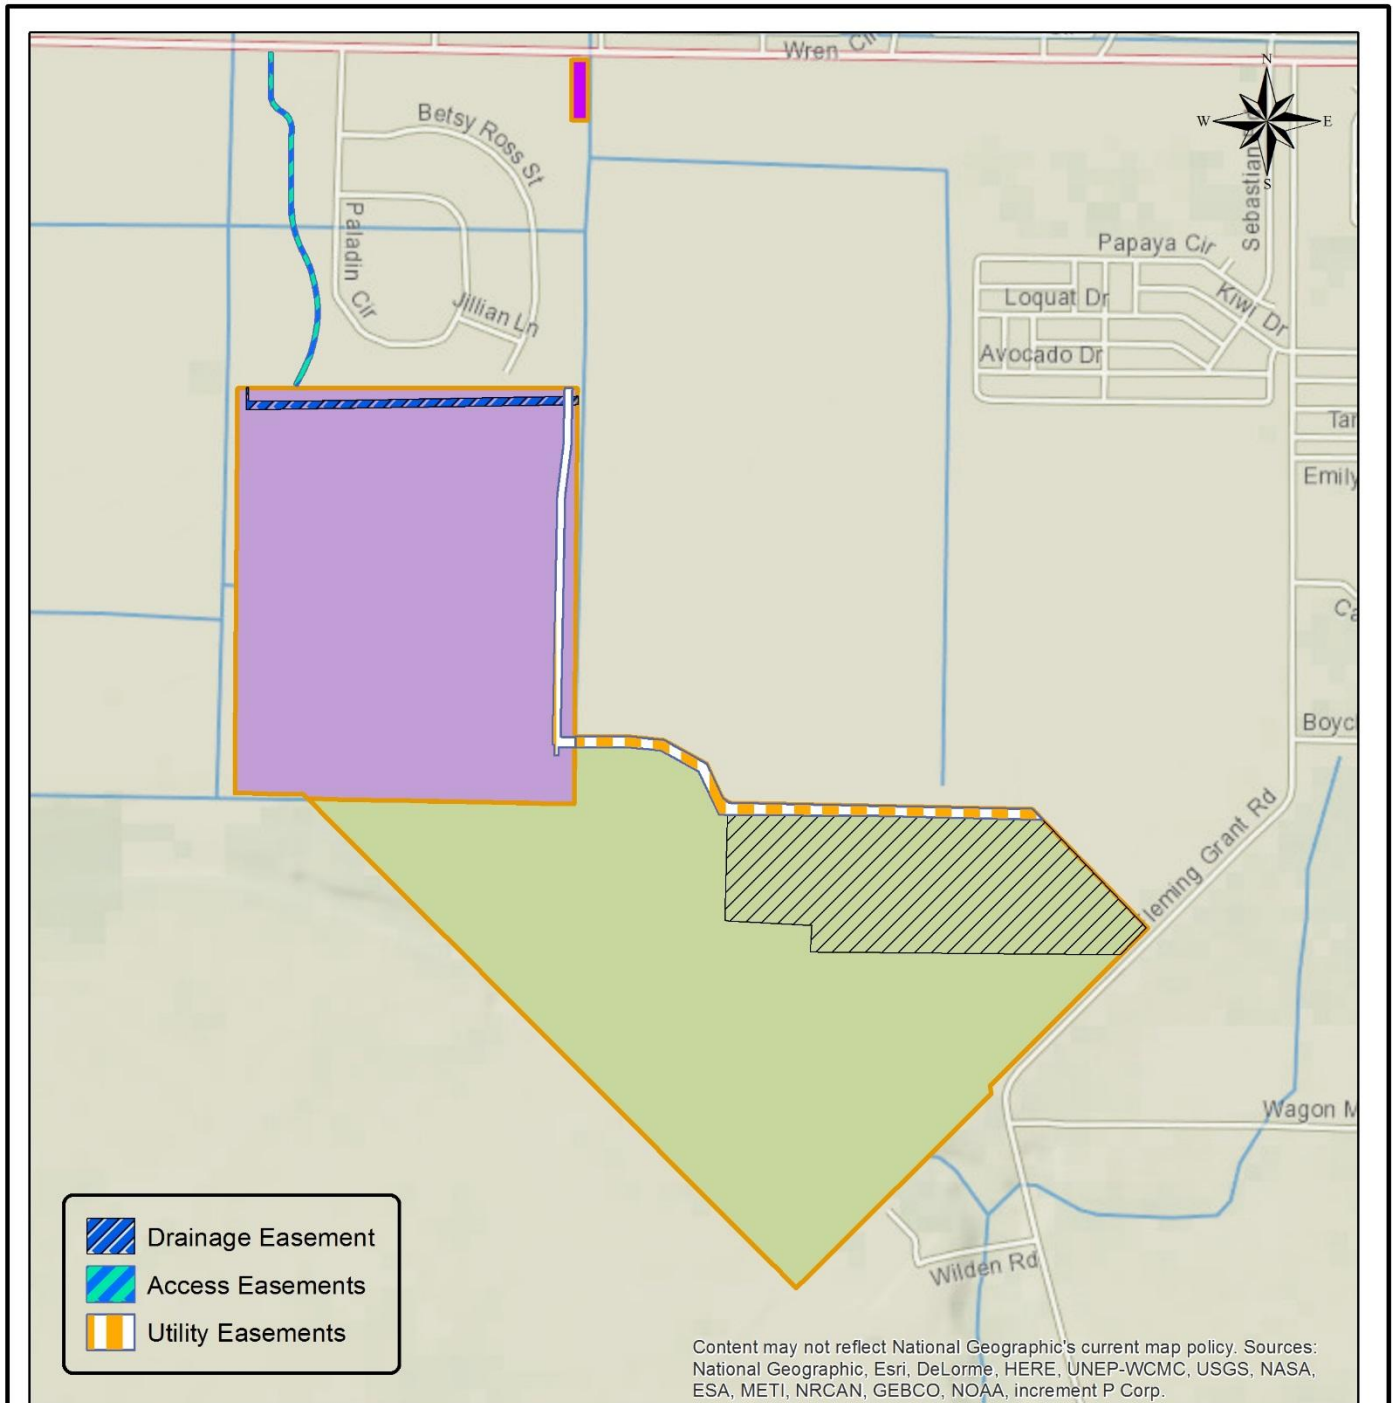 Wren Cir
N
W
E
S
Betsy Ross St
Sebastian
Paladin Cir
Papaya Cir
Jillian Ln
Loquat Dr
Kiwi Dr
Avocado Dr
Tar
Emily
Ca
Boycl
leming Grant Rd
Wagon M
Wilden Rd
Drainage Easement
Access Easements
Utility Easements
Content may not reflect National Geographic's current map policy. Sources:
National Geographic, Esri, DeLorme, HERE, UNEP-WCMC, USGS, NASA,
ESA, METI, NRCAN, GEBCO, NOAA, increment P Corp.